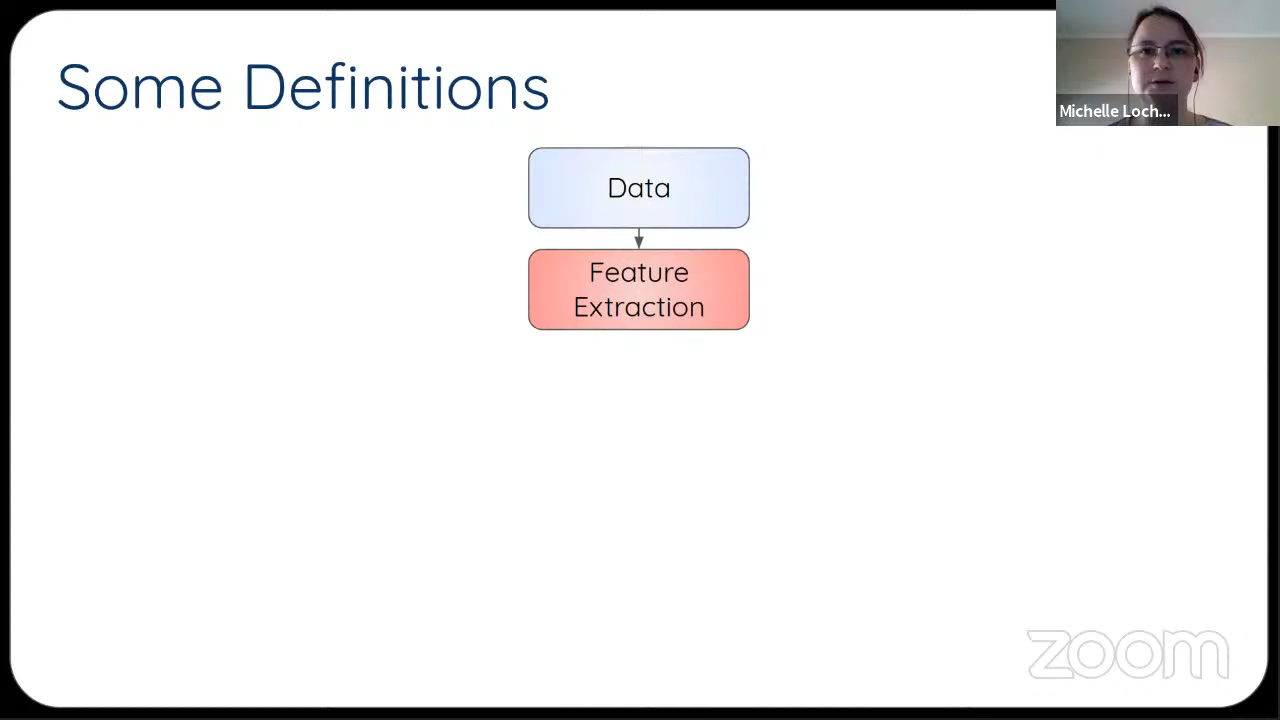 Some Definitions
Michelle Loch...
Data
Feature
Extraction
zoom